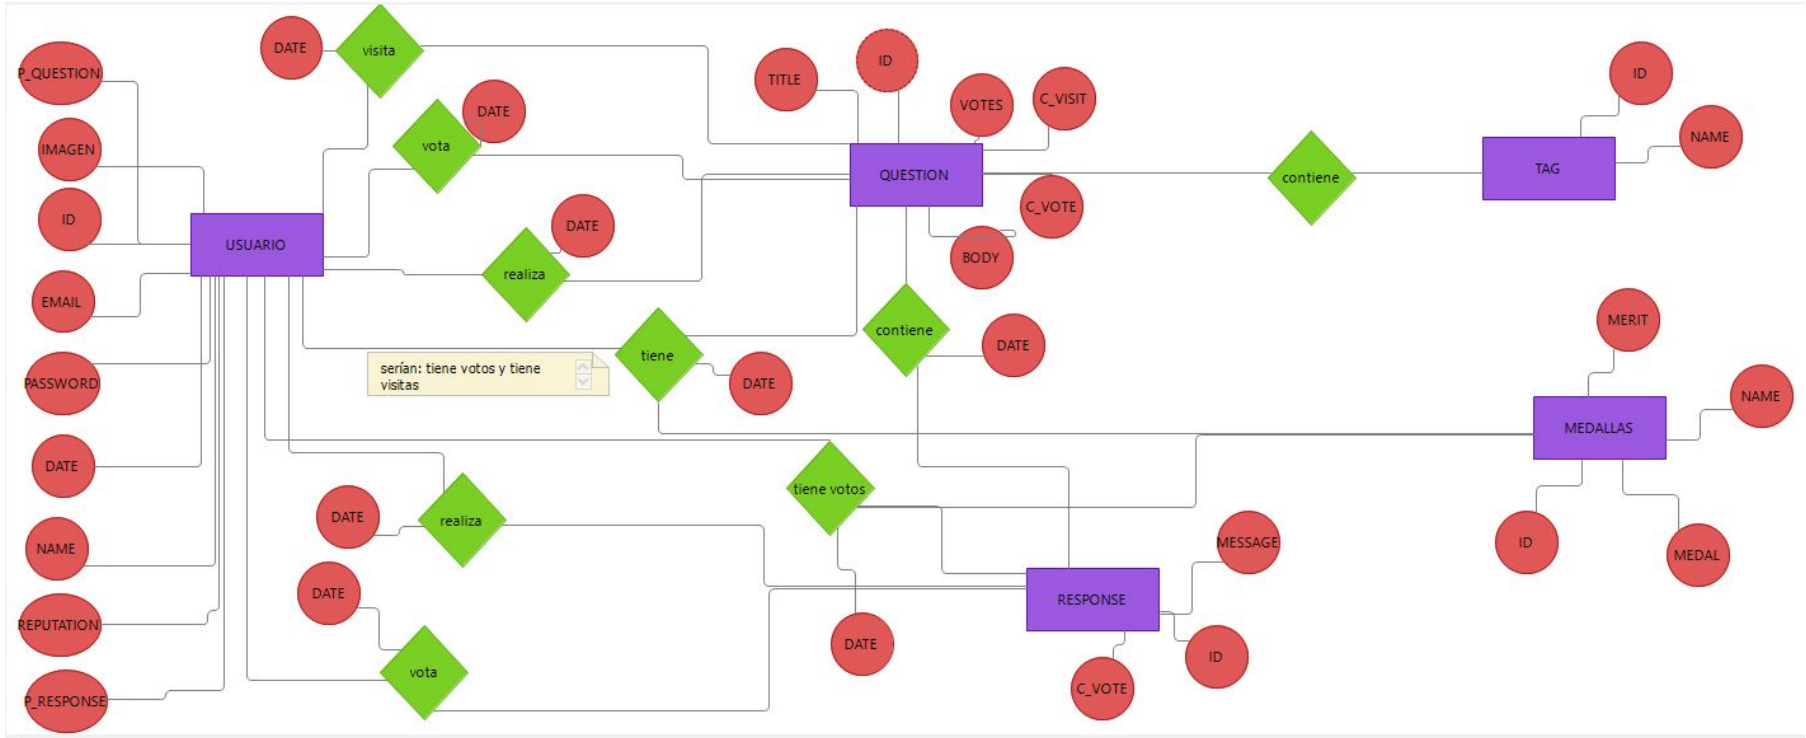 P_QUESTION
IMAGEN
ID
EMAIL
PASSWORD
DATE
NAME
REPUTATION
P_RESPONSE
USUARIO
DATE
visita
vota
DATE
realiza
DATE
serían: tiene votos y tiene
visitas
tiene
DATE
DATE
realiza
DATE
vota
tiene votos
DATE
TITLE
ID
VOTES
C_VISIT
QUESTION
C_VOTE
BODY
contiene
DATE
contiene
ID
NAME
TAG
MERIT
NAME
MEDALLAS
ID
MEDAL
MESSAGE
RESPONSE
ID
C_VOTE